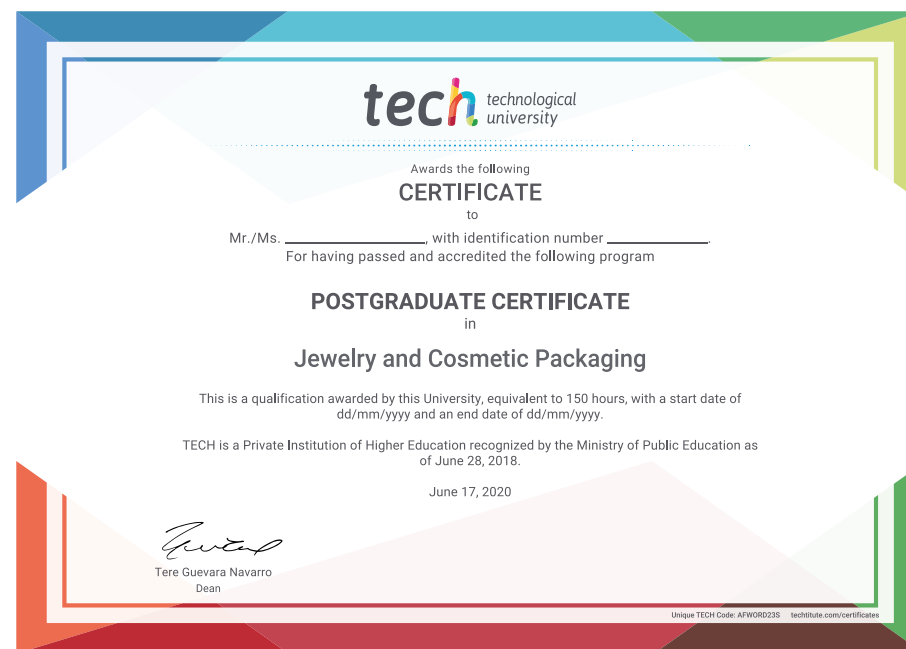 tech technological
university
Awards the following
CERTIFICATE
to
Mr./Ms. ____________________, with identification number ______________.
For having passed and accredited the following program
POSTGRADUATE CERTIFICATE
in
Jewelry and Cosmetic Packaging
This is a qualification awarded by this University, equivalent to 150 hours, with a start date of
dd/mm/yyyy and an end date of dd/mm/yyyy.
TECH is a Private Institution of Higher Education recognized by the Ministry of Public Education as
of June 28, 2018.
June 17, 2020
Tere Guevara Navarro
Dean
Unique TECH Code: AFWORD23S techtitute.com/certificates